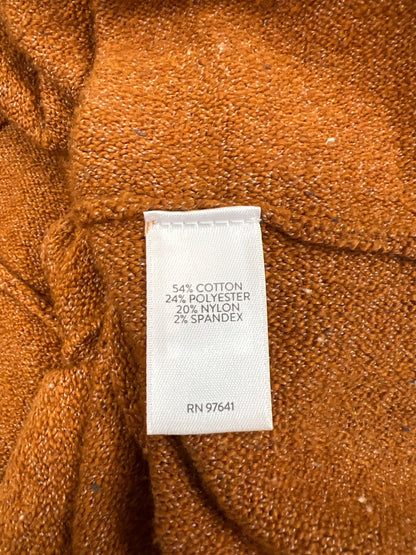 54% COTTON
24% POLYESTER
20% NYLON
2% SPANDEX
RN 97641